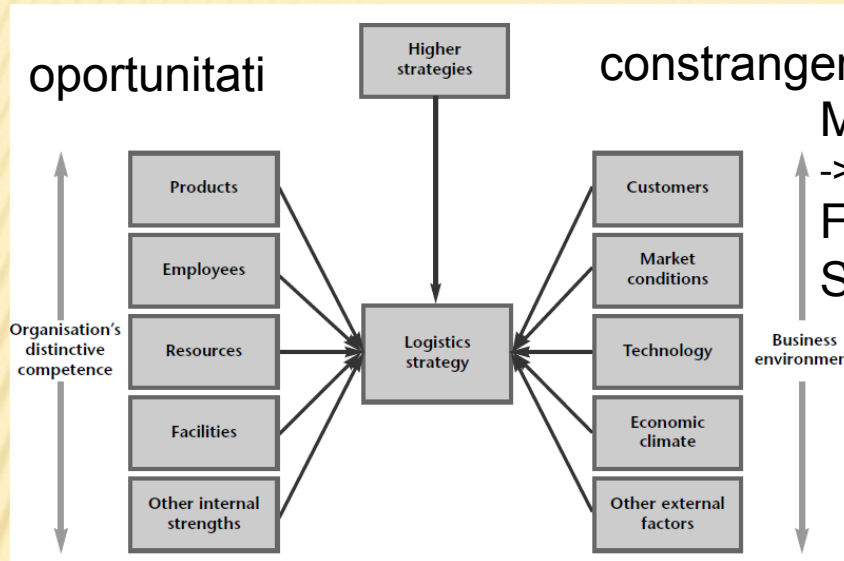 oportunitati
Higher
strategies
constranger
M
->
F
S
Products
Employees
Resources
Facilities
Other internal
strengths
Organisation's
distinctive
competence
Logistics
strategy
Customers
Market
conditions
Technology
Economic
climate
Other external
factors
Business
environmen